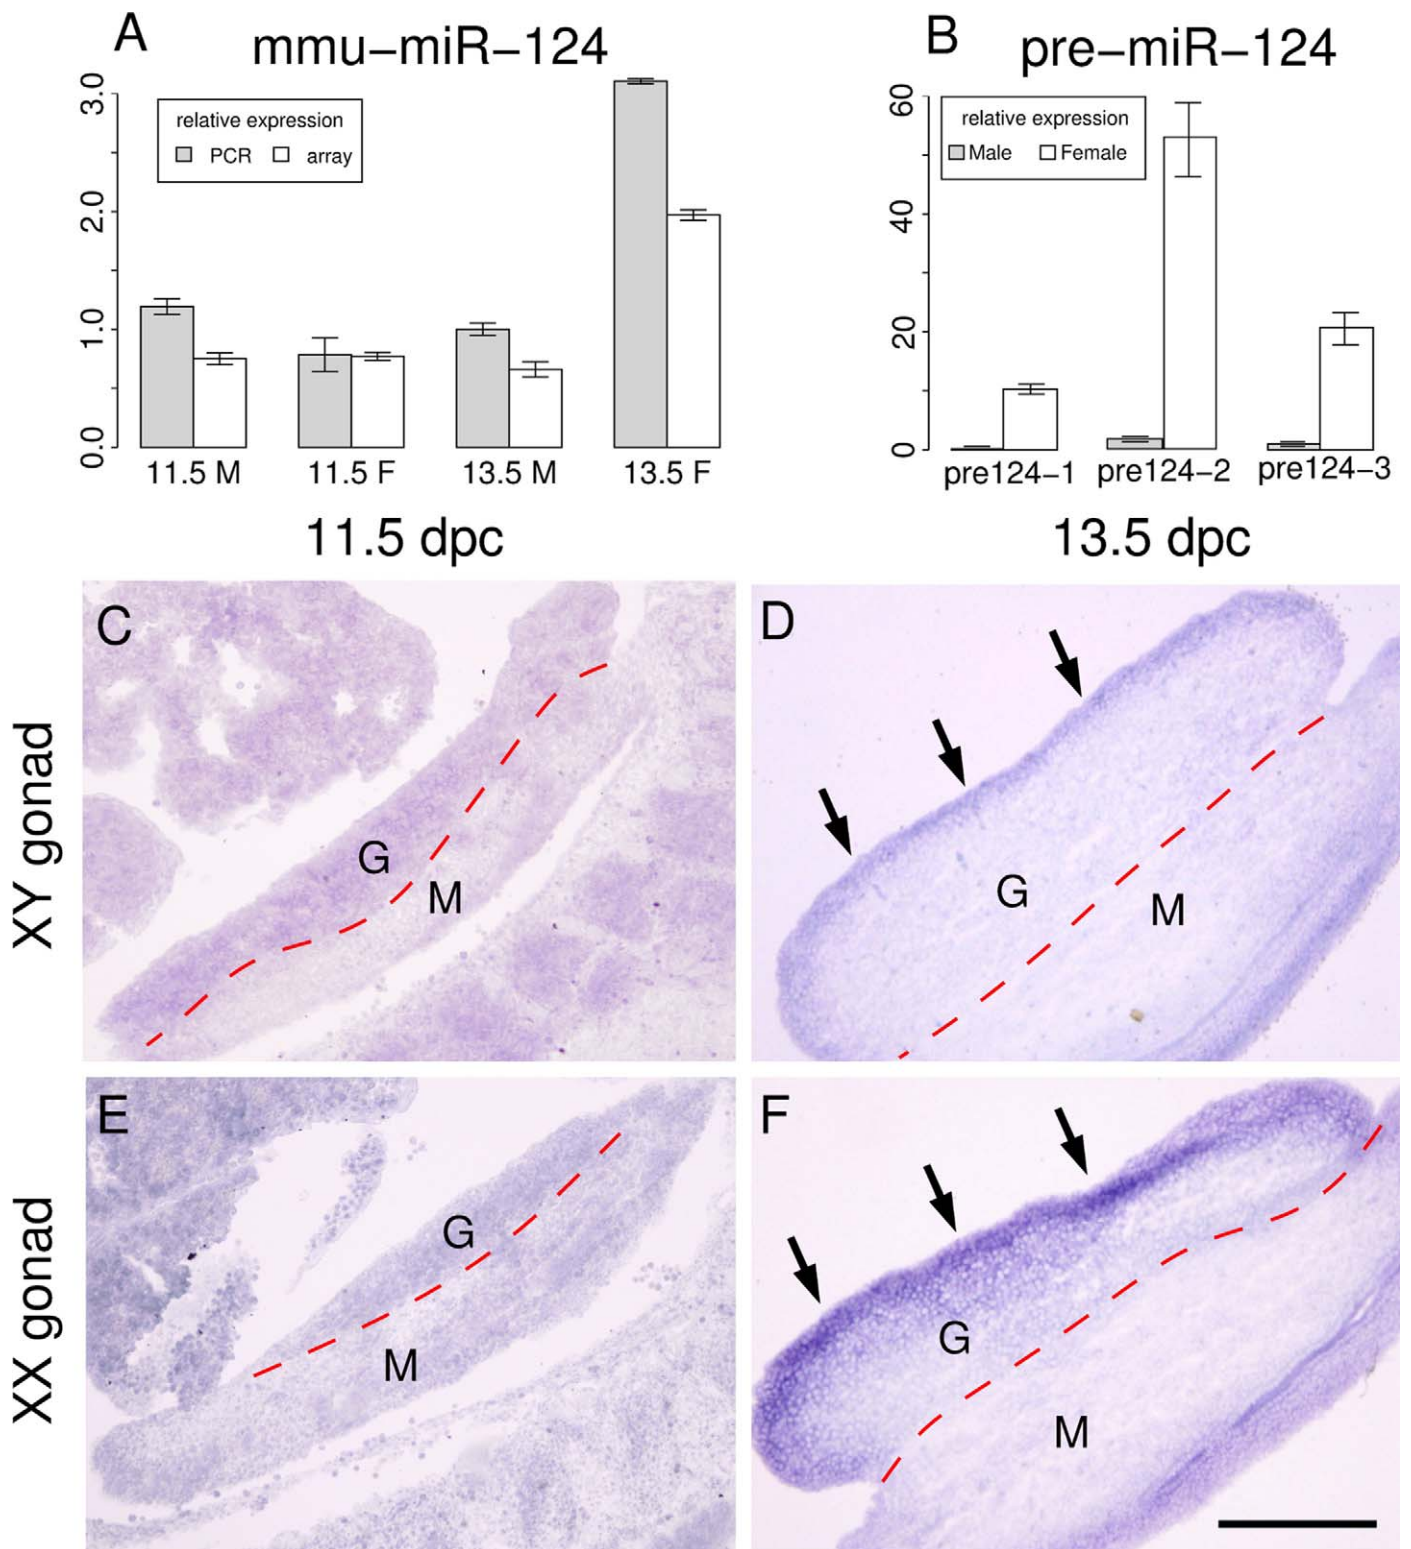 A
mmu−miR−124
3.0
2.0
1.0
0.0
relative expression
PCR array
11.5 M 11.5 F 13.5 M 13.5 F
B
pre−miR−124
60
40
20
0
relative expression
Male Female
pre124−1 pre124−2 pre124−3
11.5 dpc
13.5 dpc
XY gonad
C
G
M
D
G
M
XX gonad
E
G
M
F
G
M